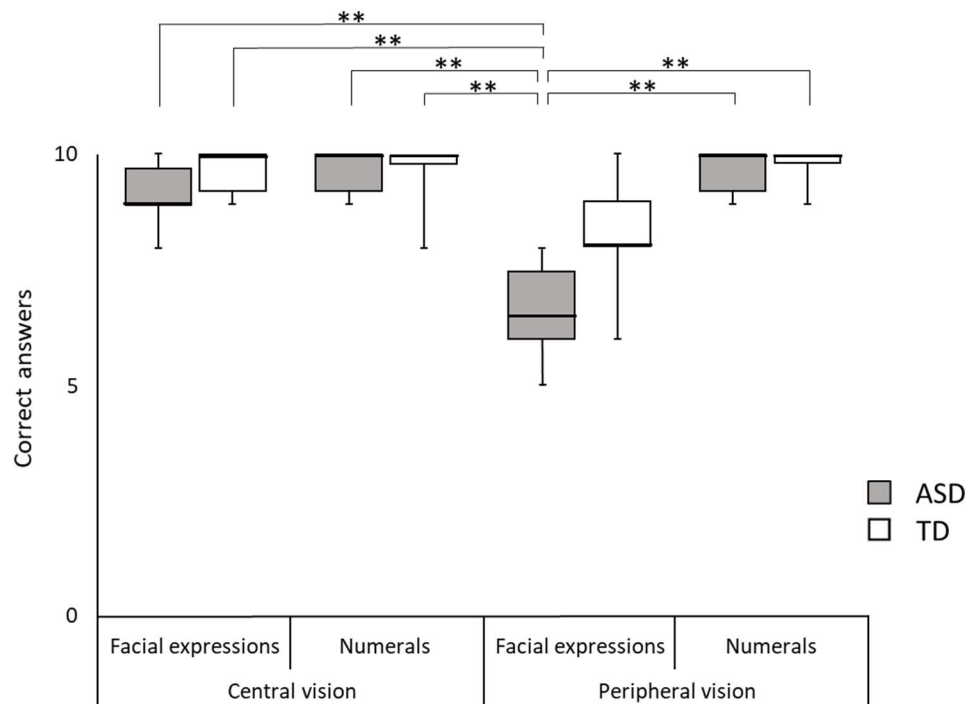 **
**
** **
** **
10
5
0
Correct answers
ASD
TD
Facial expressions Numerals Facial expressions Numerals
Central vision Peripheral vision